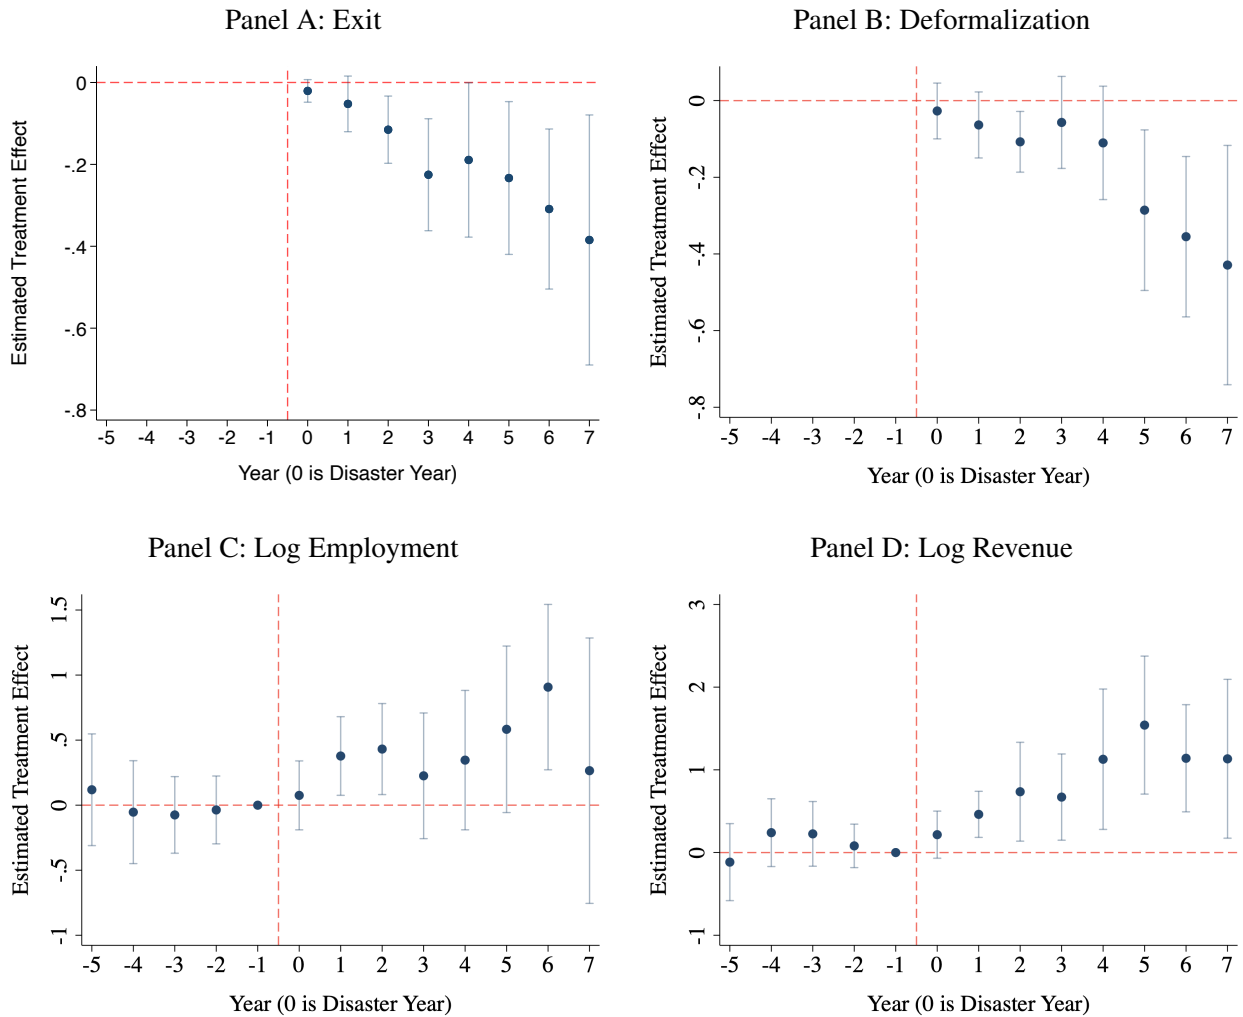 Panel A: Exit
Estimated Treatment Effect
0
-.2
-.4
-.6
-.8
-5 -4 -3 -2 -1 0 1 2 3 4 5 6 7
Year (0 is Disaster Year)
Panel B: Deformalization
Estimated Treatment Effect
0
-.2
-.4
-.6
-.8
-5 -4 -3 -2 -1 0 1 2 3 4 5 6 7
Year (0 is Disaster Year)
Panel C: Log Employment
Estimated Treatment Effect
1.5
1
.5
0
-.5
-1
-5 -4 -3 -2 -1 0 1 2 3 4 5 6 7
Year (0 is Disaster Year)
Panel D: Log Revenue
Estimated Treatment Effect
3
2
1
0
-1
-5 -4 -3 -2 -1 0 1 2 3 4 5 6 7
Year (0 is Disaster Year)